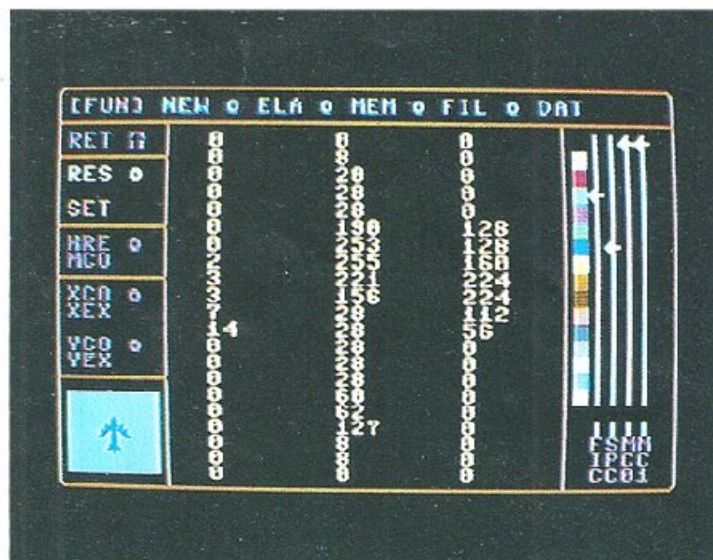 [FUN] NEW o ELA o MEM o FIL o DAT
RET
RES o
SET
HRE o
MCO
XCO o
XEX
YCO o
YEX
0 0 0
0 8 0
0 28 0
0 28 0
0 28 0
0 190 128
0 253 128
2 255 160
3 221 224
3 156 224
7 28 112
14 28 56
0 28 0
0 28 0
0 28 0
0 60 0
0 62 0
0 127 0
0 8 0
0 8 0
0 0 0
FSMM
IPCC
CC01